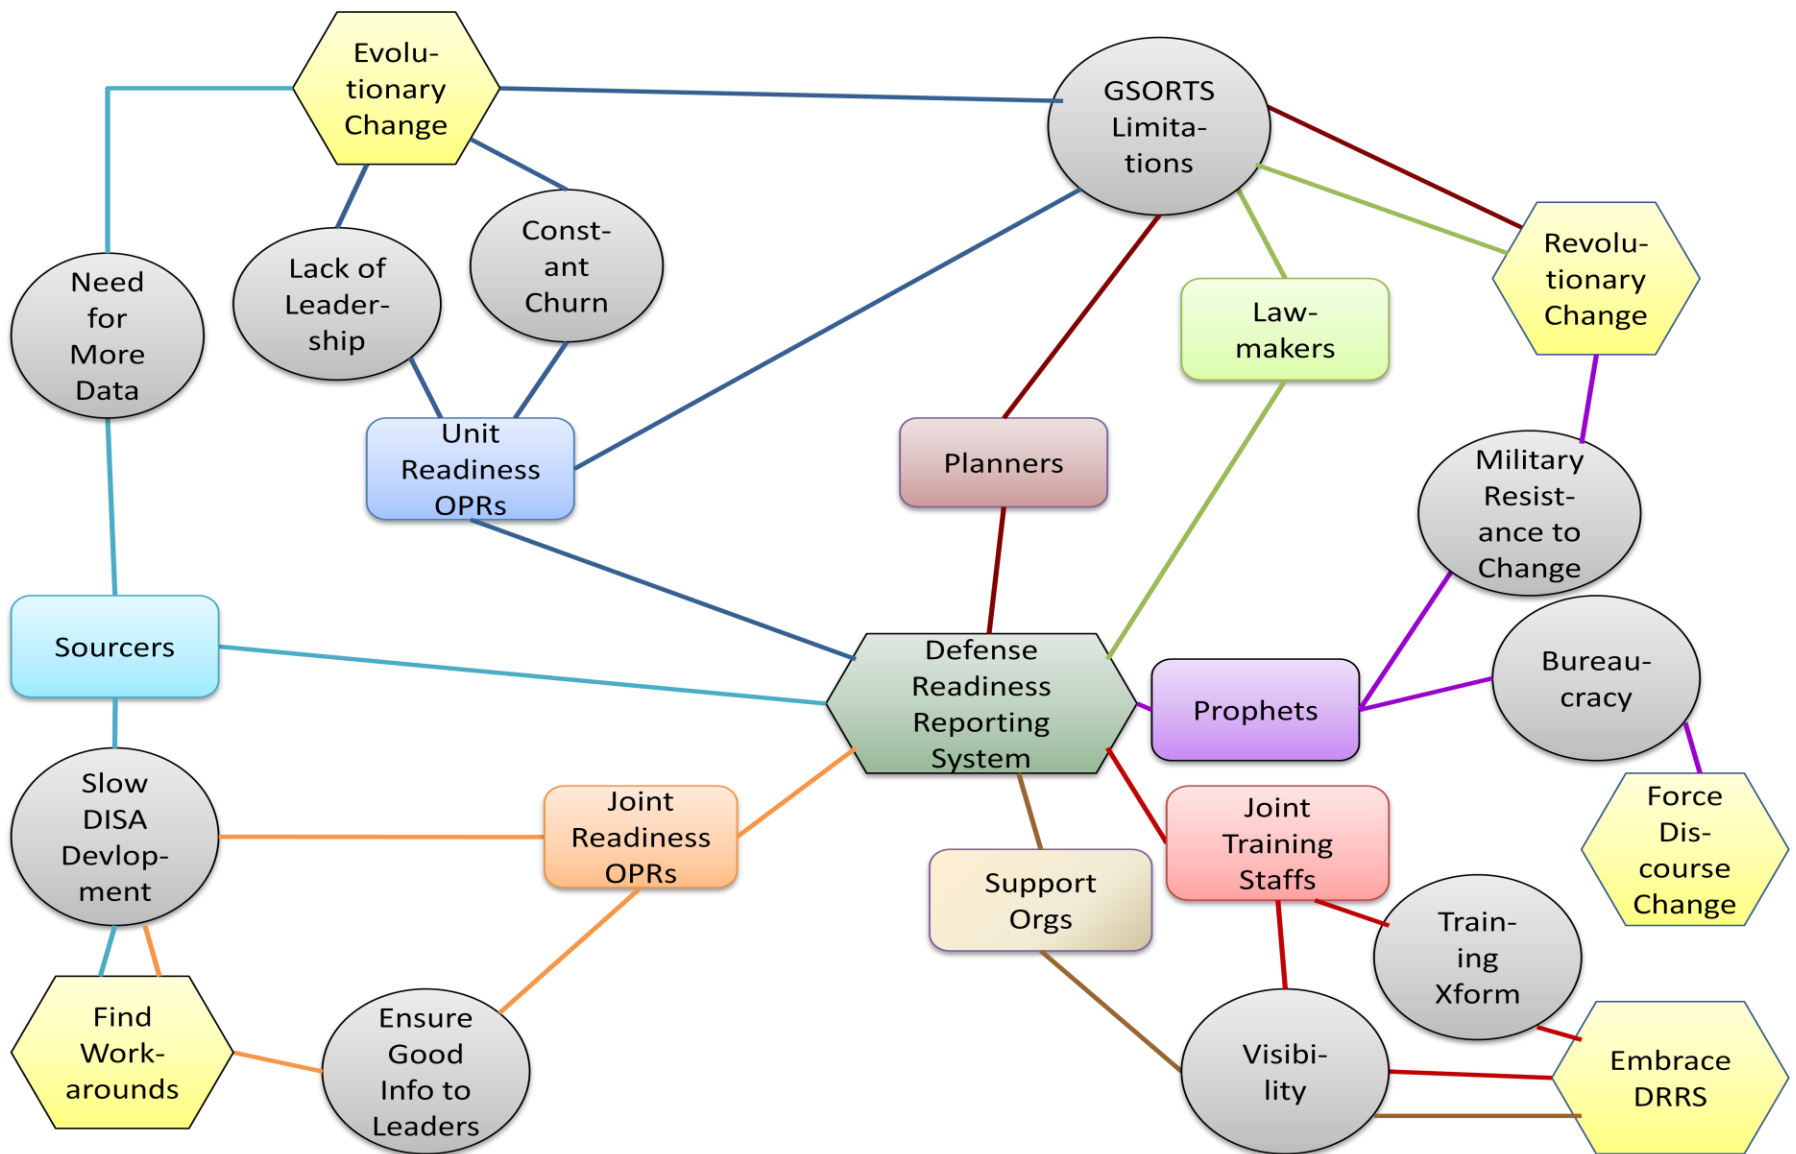 Evolu-
tionary
Change
GSORTS
Limita-
tions
Revolu-
tionary
Change
Need
for
More
Data
Lack of
Leader-
ship
Const-
ant
Churn
Law-
makers
Unit
Readiness
OPRs
Planners
Military
Resist-
ance to
Change
Sourcers
Defense
Readiness
Reporting
System
Prophets
Bureau-
cracy
Slow
DISA
Devlop-
ment
Joint
Readiness
OPRs
Support
Orgs
Joint
Training
Staffs
Force
Dis-
course
Change
Train-
ing
Xform
Find
Work-
arounds
Ensure
Good
Info to
Leaders
Visibi-
lity
Embrace
DRRS